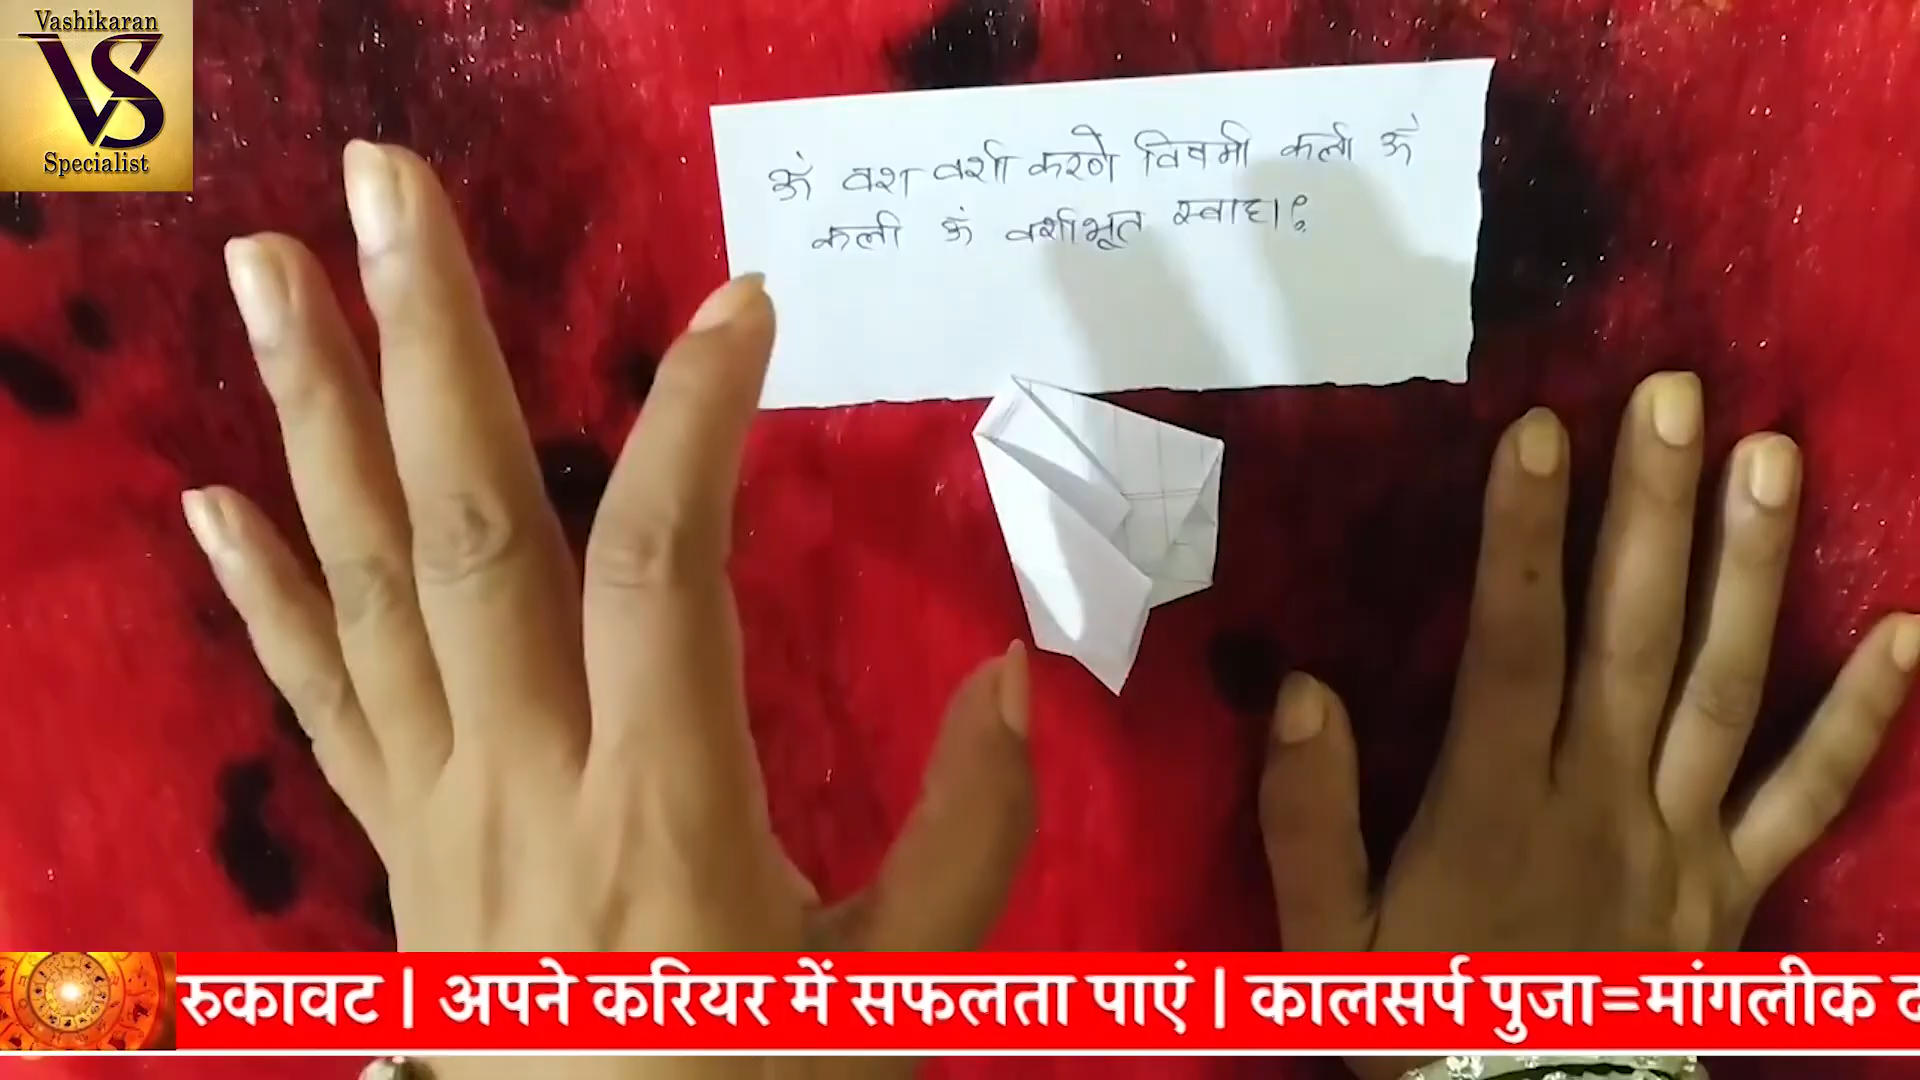 Vashikaran
VS
Specialist
ॐ वश वशी करणे विषमी कली ॐ
कली ॐ वशीभूत स्वाहा
रुकावट | अपने करियर में सफलता पाएं | कालसर्प पुजा=मांगलीक